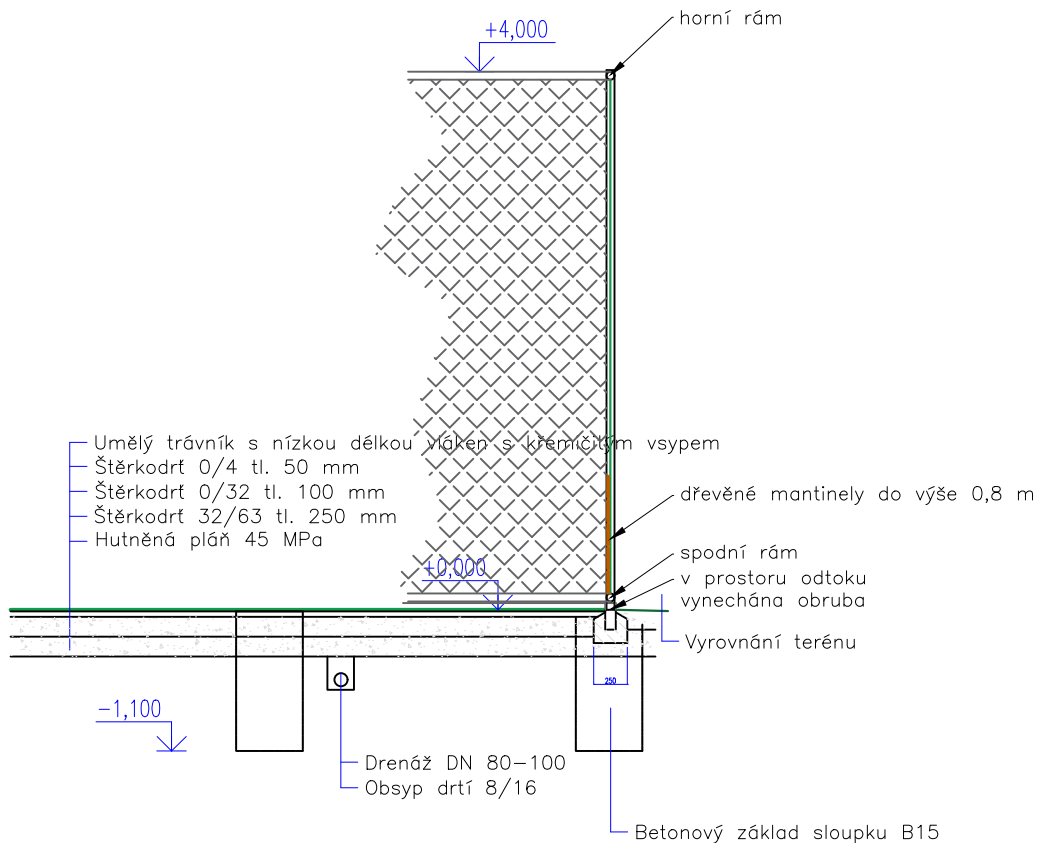 horní rám
+4,000
Umělý trávník s nízkou délkou vláken s křemičitým vsypem
Štěrkodrť 0/4 tl. 50 mm
Štěrkodrť 0/32 tl. 100 mm
Štěrkodrť 32/63 tl. 250 mm
Hutněná pláň 45 MPa
dřevěné mantinely do výše 0,8 m
spodní rám
+0,000
v prostoru odtoku
vynechána obruba
Vyrovnání terénu
250
-1,100
Drenáž DN 80-100
Obsyp drtí 8/16
Betonový základ sloupku B15